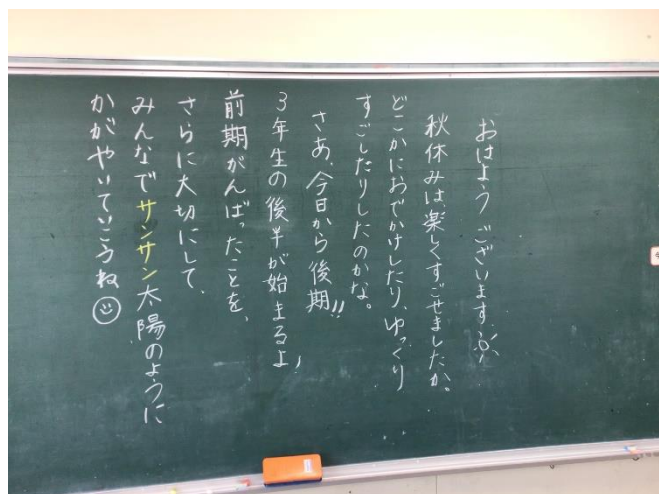 おはようございます
秋休みは、楽しくすごせましたか。
どこかにおでかけしたり、ゆっくり
すごしたりしたのかな。
さあ、今日から後期!!
3年生の後半が始まるよ!
前期がんばったことを、
さらに大切にして、
みんなでサンサン太陽のように
かがやいていこうね